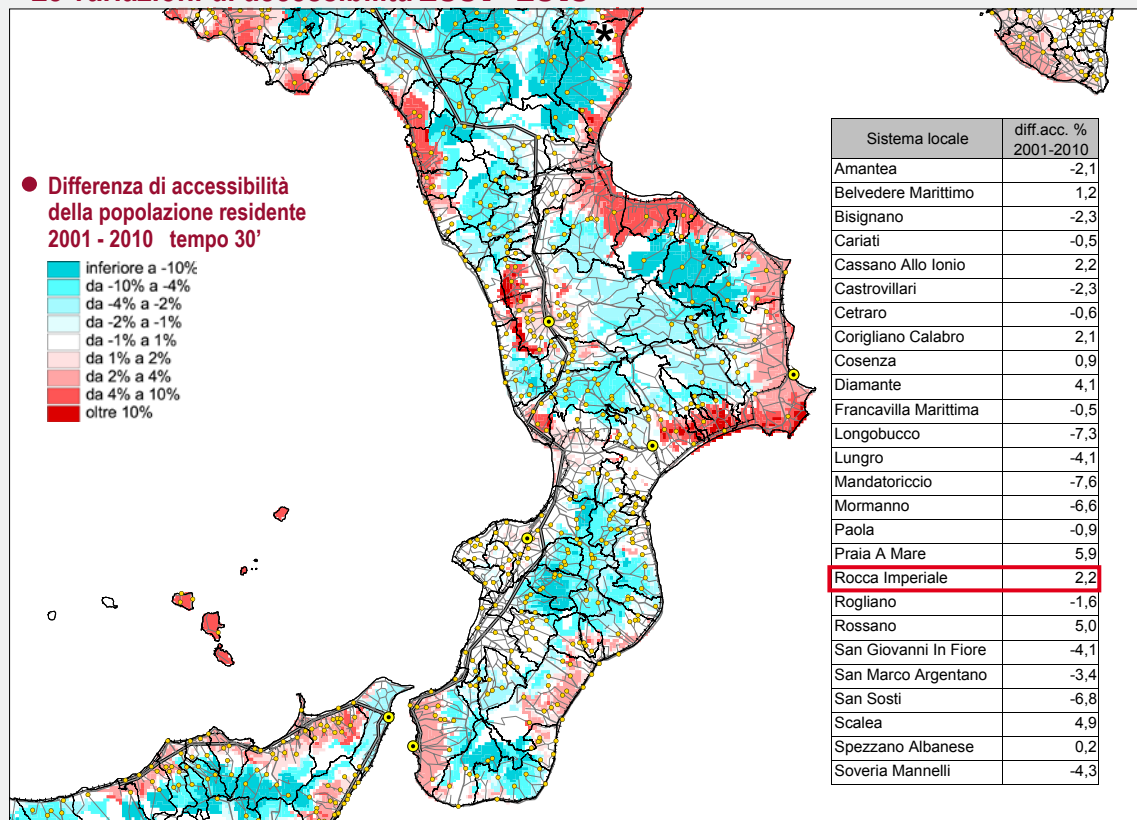 *
● Differenza di accessibilità
della popolazione residente
2001 - 2010 tempo 30'
inferiore a -10%
da -10% a -4%
da -4% a -2%
da -2% a -1%
da -1% a 1%
da 1% a 2%
da 2% a 4%
da 4% a 10%
oltre 10%
Sistema locale diff.acc. %
2001-2010
Amantea -2,1
Belvedere Marittimo 1,2
Bisignano -2,3
Cariati -0,5
Cassano Allo Ionio 2,2
Castrovillari -2,3
Cetraro -0,6
Corigliano Calabro 2,1
Cosenza 0,9
Diamante 4,1
Francavilla Marittima -0,5
Longobucco -7,3
Lungro -4,1
Mandatoriccio -7,6
Mormanno -6,6
Paola -0,9
Praia A Mare 5,9
Rocca Imperiale 2,2
Rogliano -1,6
Rossano 5,0
San Giovanni In Fiore -4,1
San Marco Argentano -3,4
San Sosti -6,8
Scalea 4,9
Spezzano Albanese 0,2
Soveria Mannelli -4,3